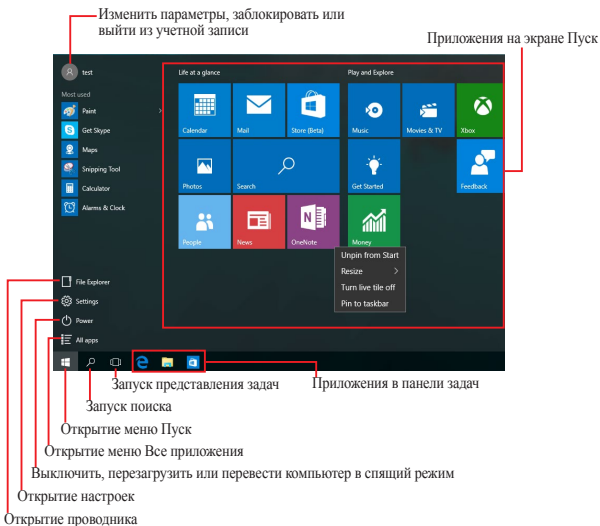 Изменить параметры, заблокировать или
выйти из учетной записи
Приложения на экране Пуск
test
Life at a glance
Play and Explore
Most used
Paint
Get Skype
Maps
Snipping Tool
Calculator
Alarms & Clock
Calendar
Mail
Store (Beta)
Music
Movies & TV
Xbox
Photos
Search
Get Started
Feedback
People
News
OneNote
Money
Unpin from Start
Resize
Turn live tile off
Pin to taskbar
File Explorer
Settings
Power
All apps
Запуск представления задач
Приложения в панели задач
Запуск поиска
Открытие меню Пуск
Открытие меню Все приложения
Выключить, перезагрузить или перевести компьютер в спящий режим
Открытие настроек
Открытие проводника